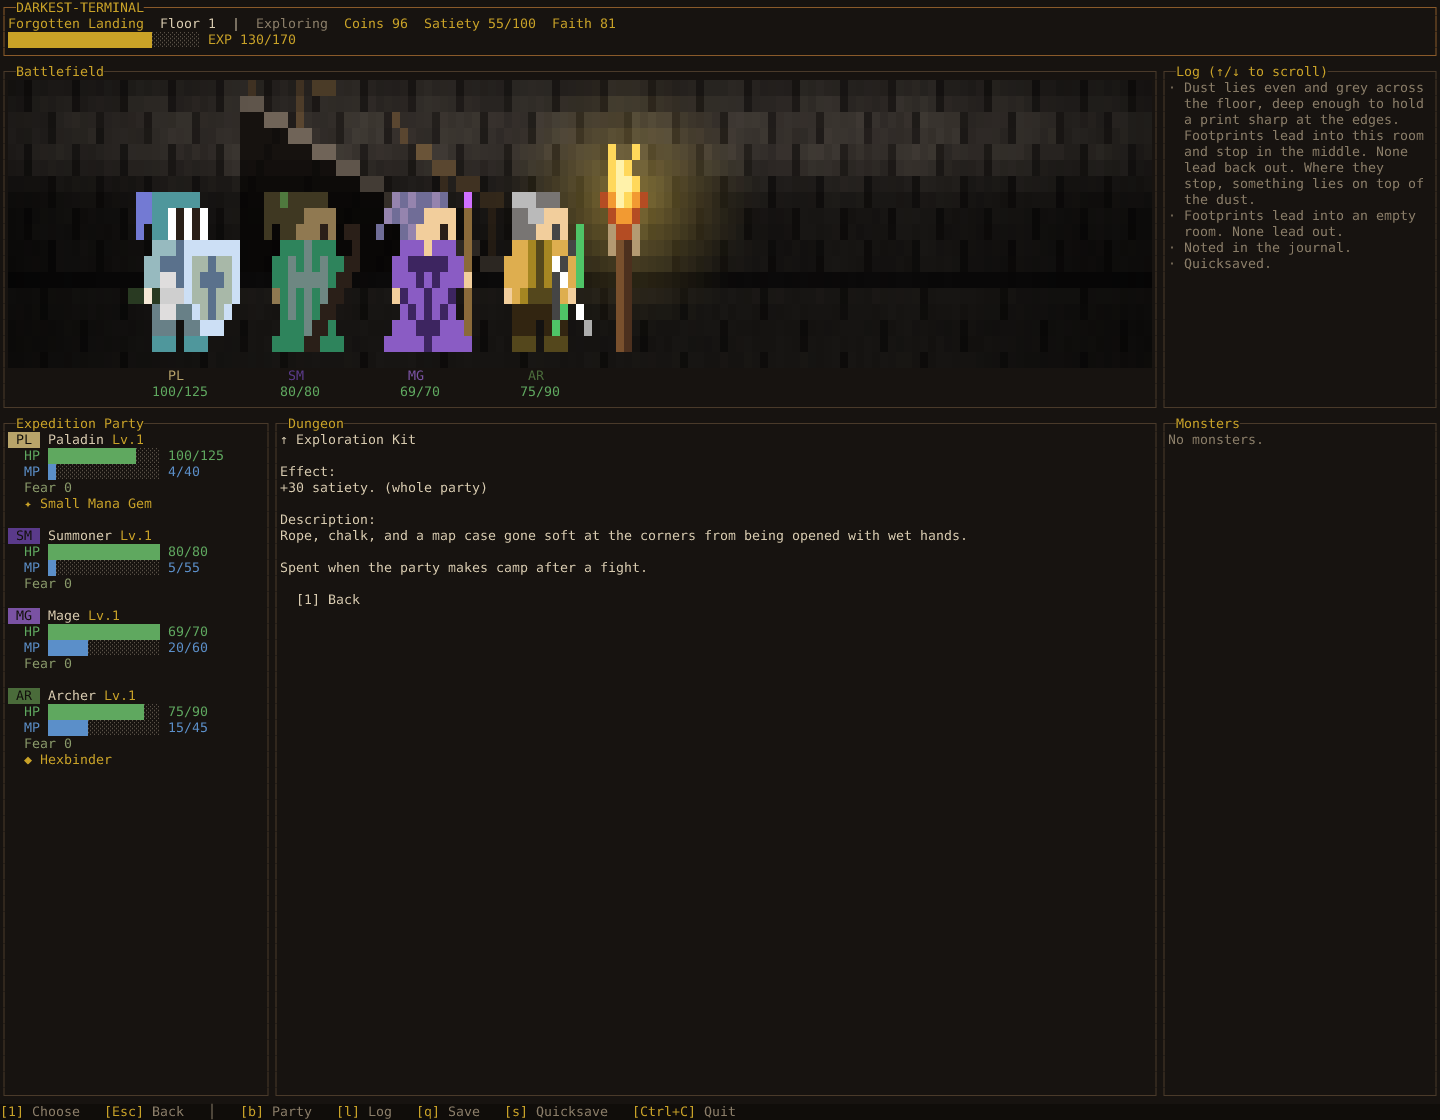 DARKEST-TERMINAL
Forgotten Landing  Floor 1  |  Exploring  Coins 96  Satiety 55/100  Faith 81
EXP 130/170
Battlefield
PL SM MG AR
100/125 80/80 69/70 75/90
Log (↑/↓ to scroll)
· Dust lies even and grey across
the floor, deep enough to hold
a print sharp at the edges.
Footprints lead into this room
and stop in the middle. None
lead back out. Where they
stop, something lies on top of
the dust.
· Footprints lead into an empty
room. None lead out.
· Noted in the journal.
· Quicksaved.
Expedition Party
PL Paladin Lv.1
HP 100/125
MP 4/40
Fear 0
✦ Small Mana Gem
SM Summoner Lv.1
HP 80/80
MP 5/55
Fear 0
MG Mage Lv.1
HP 69/70
MP 20/60
Fear 0
AR Archer Lv.1
HP 75/90
MP 15/45
Fear 0
◆ Hexbinder
Dungeon
↑ Exploration Kit
Effect:
+30 satiety. (whole party)
Description:
Rope, chalk, and a map case gone soft at the corners from being opened with wet hands.
Spent when the party makes camp after a fight.
[1] Back
Monsters
No monsters.
[1] Choose   [Esc] Back   |   [b] Party   [l] Log   [q] Save   [s] Quicksave   [Ctrl+C] Quit